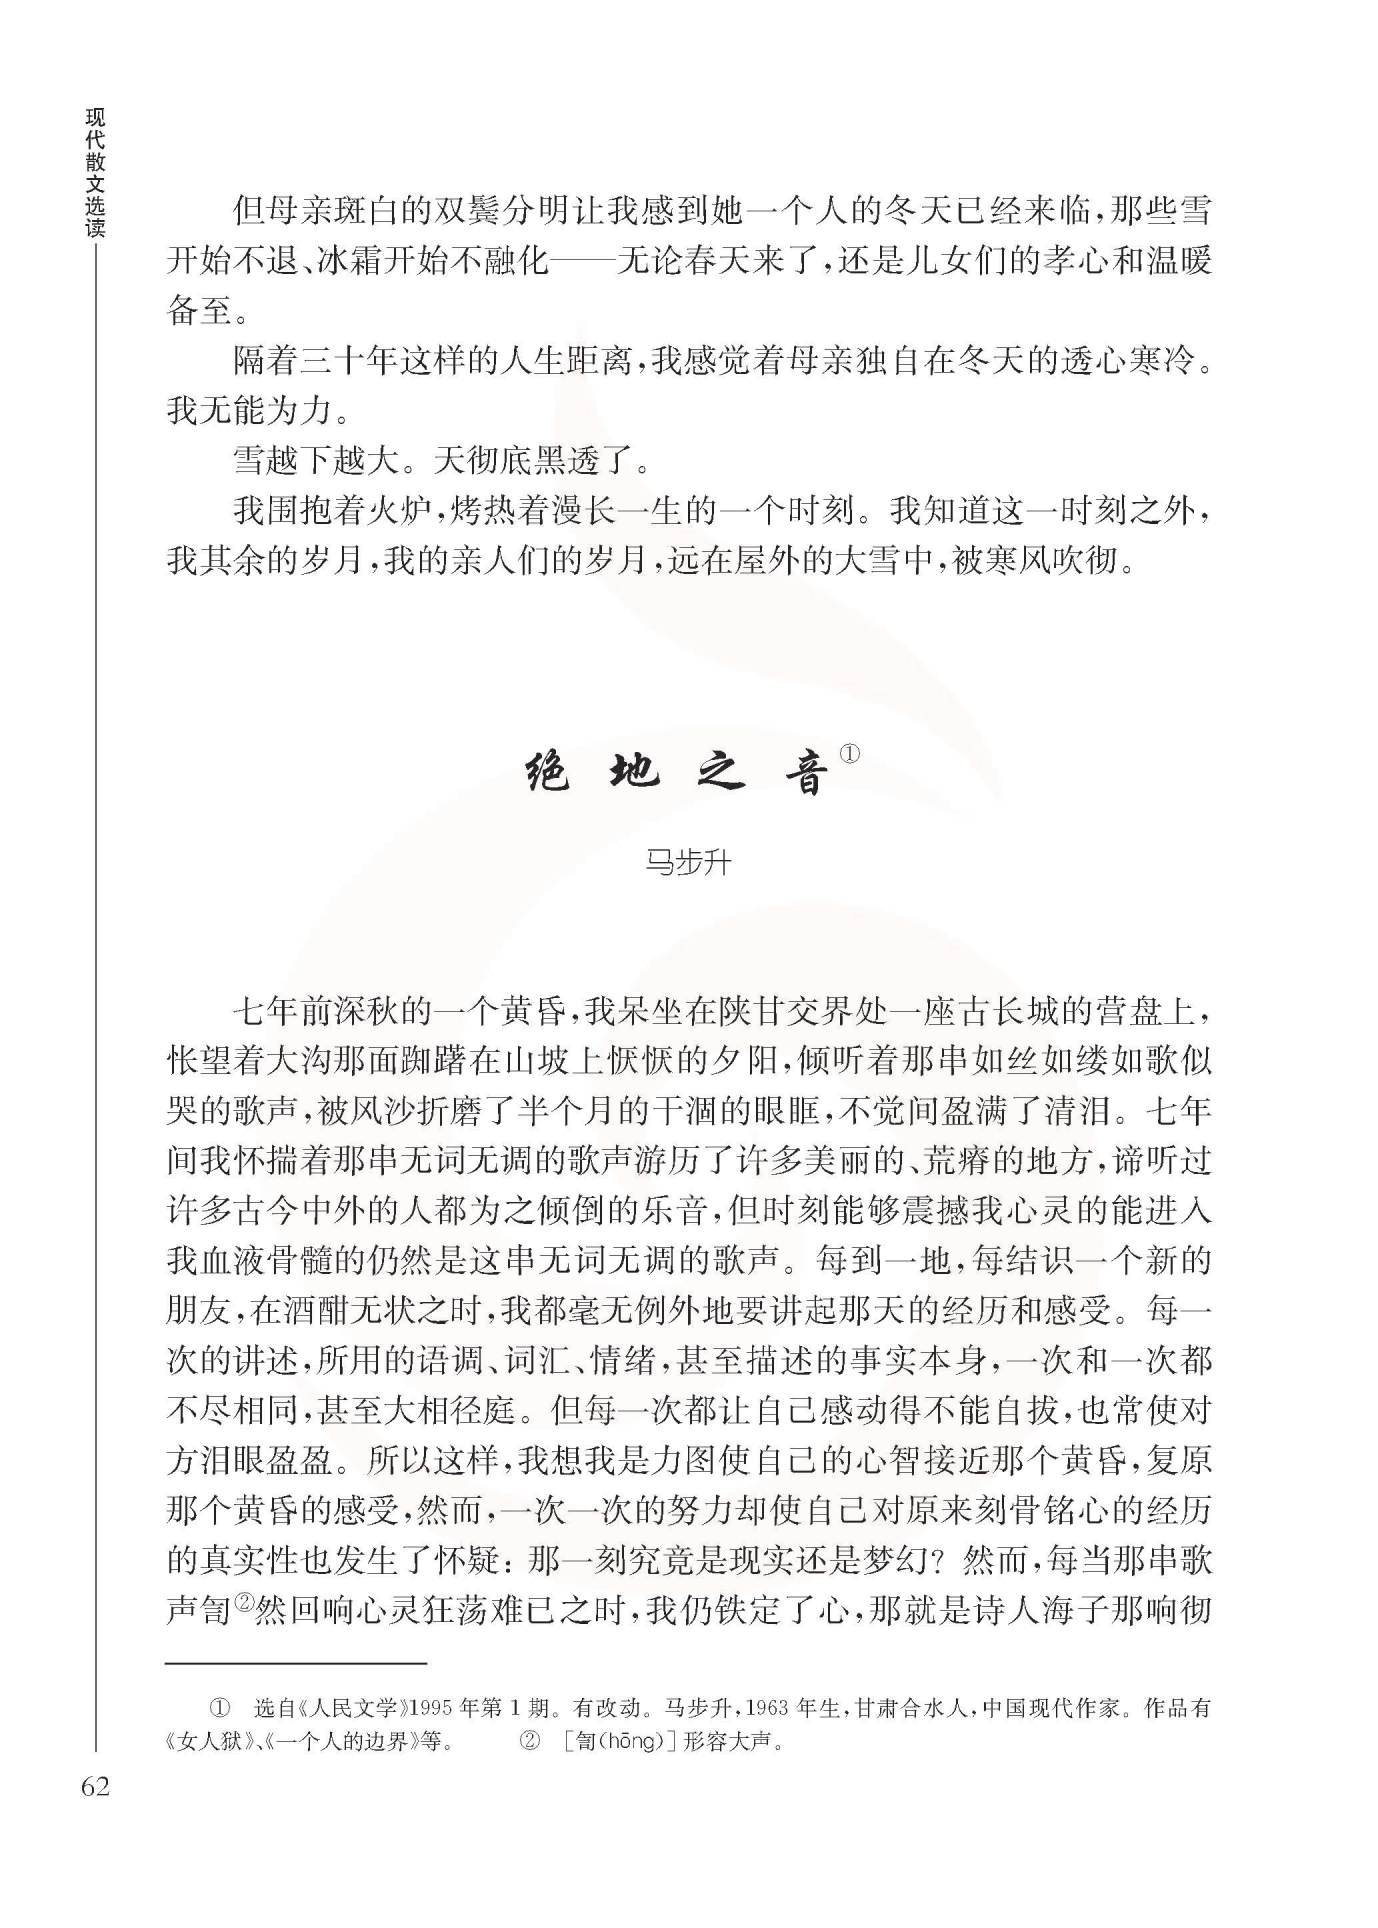 现代散文选读
但母亲斑白的双鬓分明让我感到她一个人的冬天已经来临,那些雪
开始不退、冰霜开始不融化——无论春天来了,还是儿女们的孝心和温暖
备至。
隔着三十年这样的人生距离,我感觉着母亲独自在冬天的透心寒冷。
我无能为力。
雪越下越大。天彻底黑透了。
我围抱着火炉,烤热着漫长一生的一个时刻。我知道这一时刻之外,
我其余的岁月,我的亲人们的岁月,远在屋外的大雪中,被寒风吹彻。
绝地之音①
马步升
七年前深秋的一个黄昏,我呆坐在陕甘交界处一座古长城的营盘上,
怅望着大沟那面踟躇在山坡上恹恹的夕阳,倾听着那串如丝如缕如歌似
哭的歌声,被风沙折磨了半个月的干涸的眼眶,不觉间盈满了清泪。七年
间我怀揣着那串无词无调的歌声游历了许多美丽的、荒瘠的地方,谛听过
许多古今中外的人都为之倾倒的乐音,但时刻能够震撼我心灵的能进入
我血液骨髓的仍然是这串无词无调的歌声。每到一地,每结识一个新的
朋友,在酒酣无状之时,我都毫无例外地要讲起那天的经历和感受。每一
次的讲述,所用的语调、词汇、情绪,甚至描述的事实本身,一次和一次都
不尽相同,甚至大相径庭。但每一次都让自己感动得不能自拔,也常使对
方泪眼盈盈。所以这样,我想我是力图使自己的心智接近那个黄昏,复原
那个黄昏的感受,然而,一次一次的努力却使自己对原来刻骨铭心的经历
的真实性也发生了怀疑:那一刻究竟是现实还是梦幻?然而,每当那串歌
声訇②然回响心灵狂荡难已之时,我仍铁定了心,那就是诗人海子那响彻
① 选自《人民文学》1995年第1期。有改动。马步升,1963年生,甘肃合水人,中国现代作家。作品有
《女人狱》、《一个人的边界》等。 ② [訇(hōng)]形容大声。
62